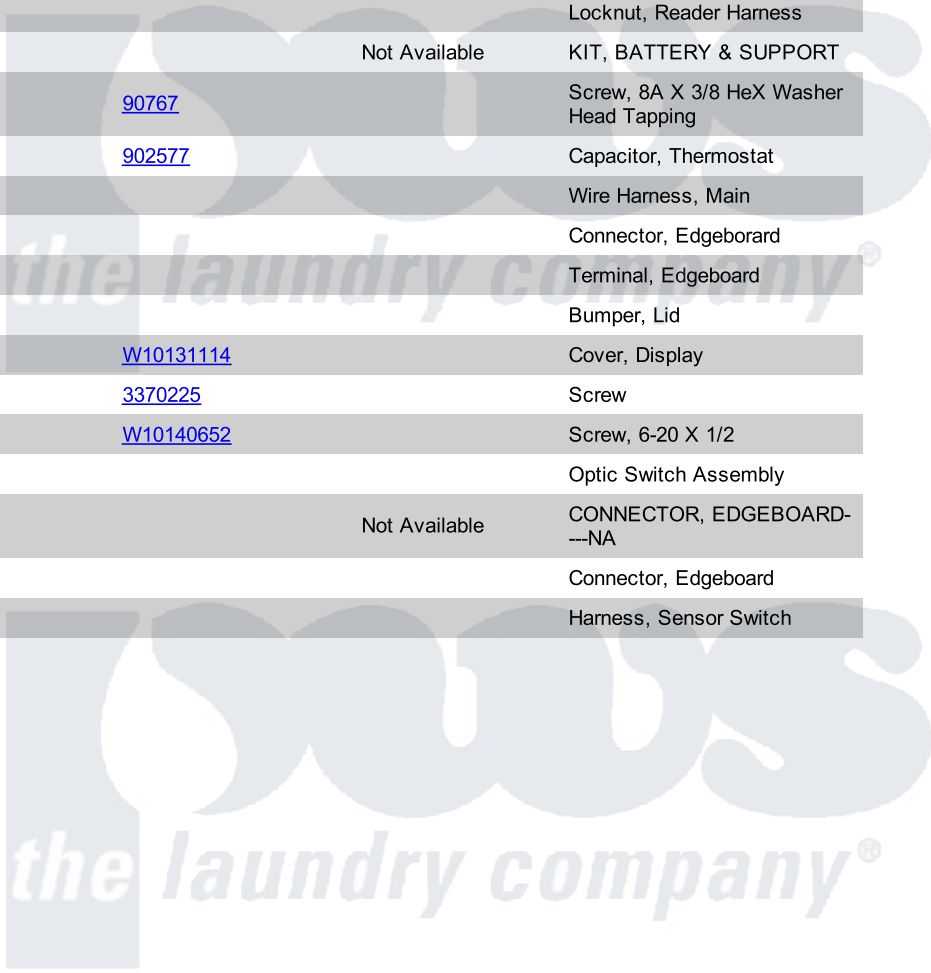 Locknut, Reader Harness
Not Available KIT, BATTERY & SUPPORT
90767 Screw, 8A X 3/8 HeX Washer
Head Tapping
902577 Capacitor, Thermostat
Wire Harness, Main
Connector, Edgeborard
Terminal, Edgeboard
Bumper, Lid
W10131114 Cover, Display
3370225 Screw
W10140652 Screw, 6-20 X 1/2
Optic Switch Assembly
Not Available CONNECTOR, EDGEBOARD-
---NA
Connector, Edgeboard
Harness, Sensor Switch
pws
the laundry company®
pws
the laundry company®